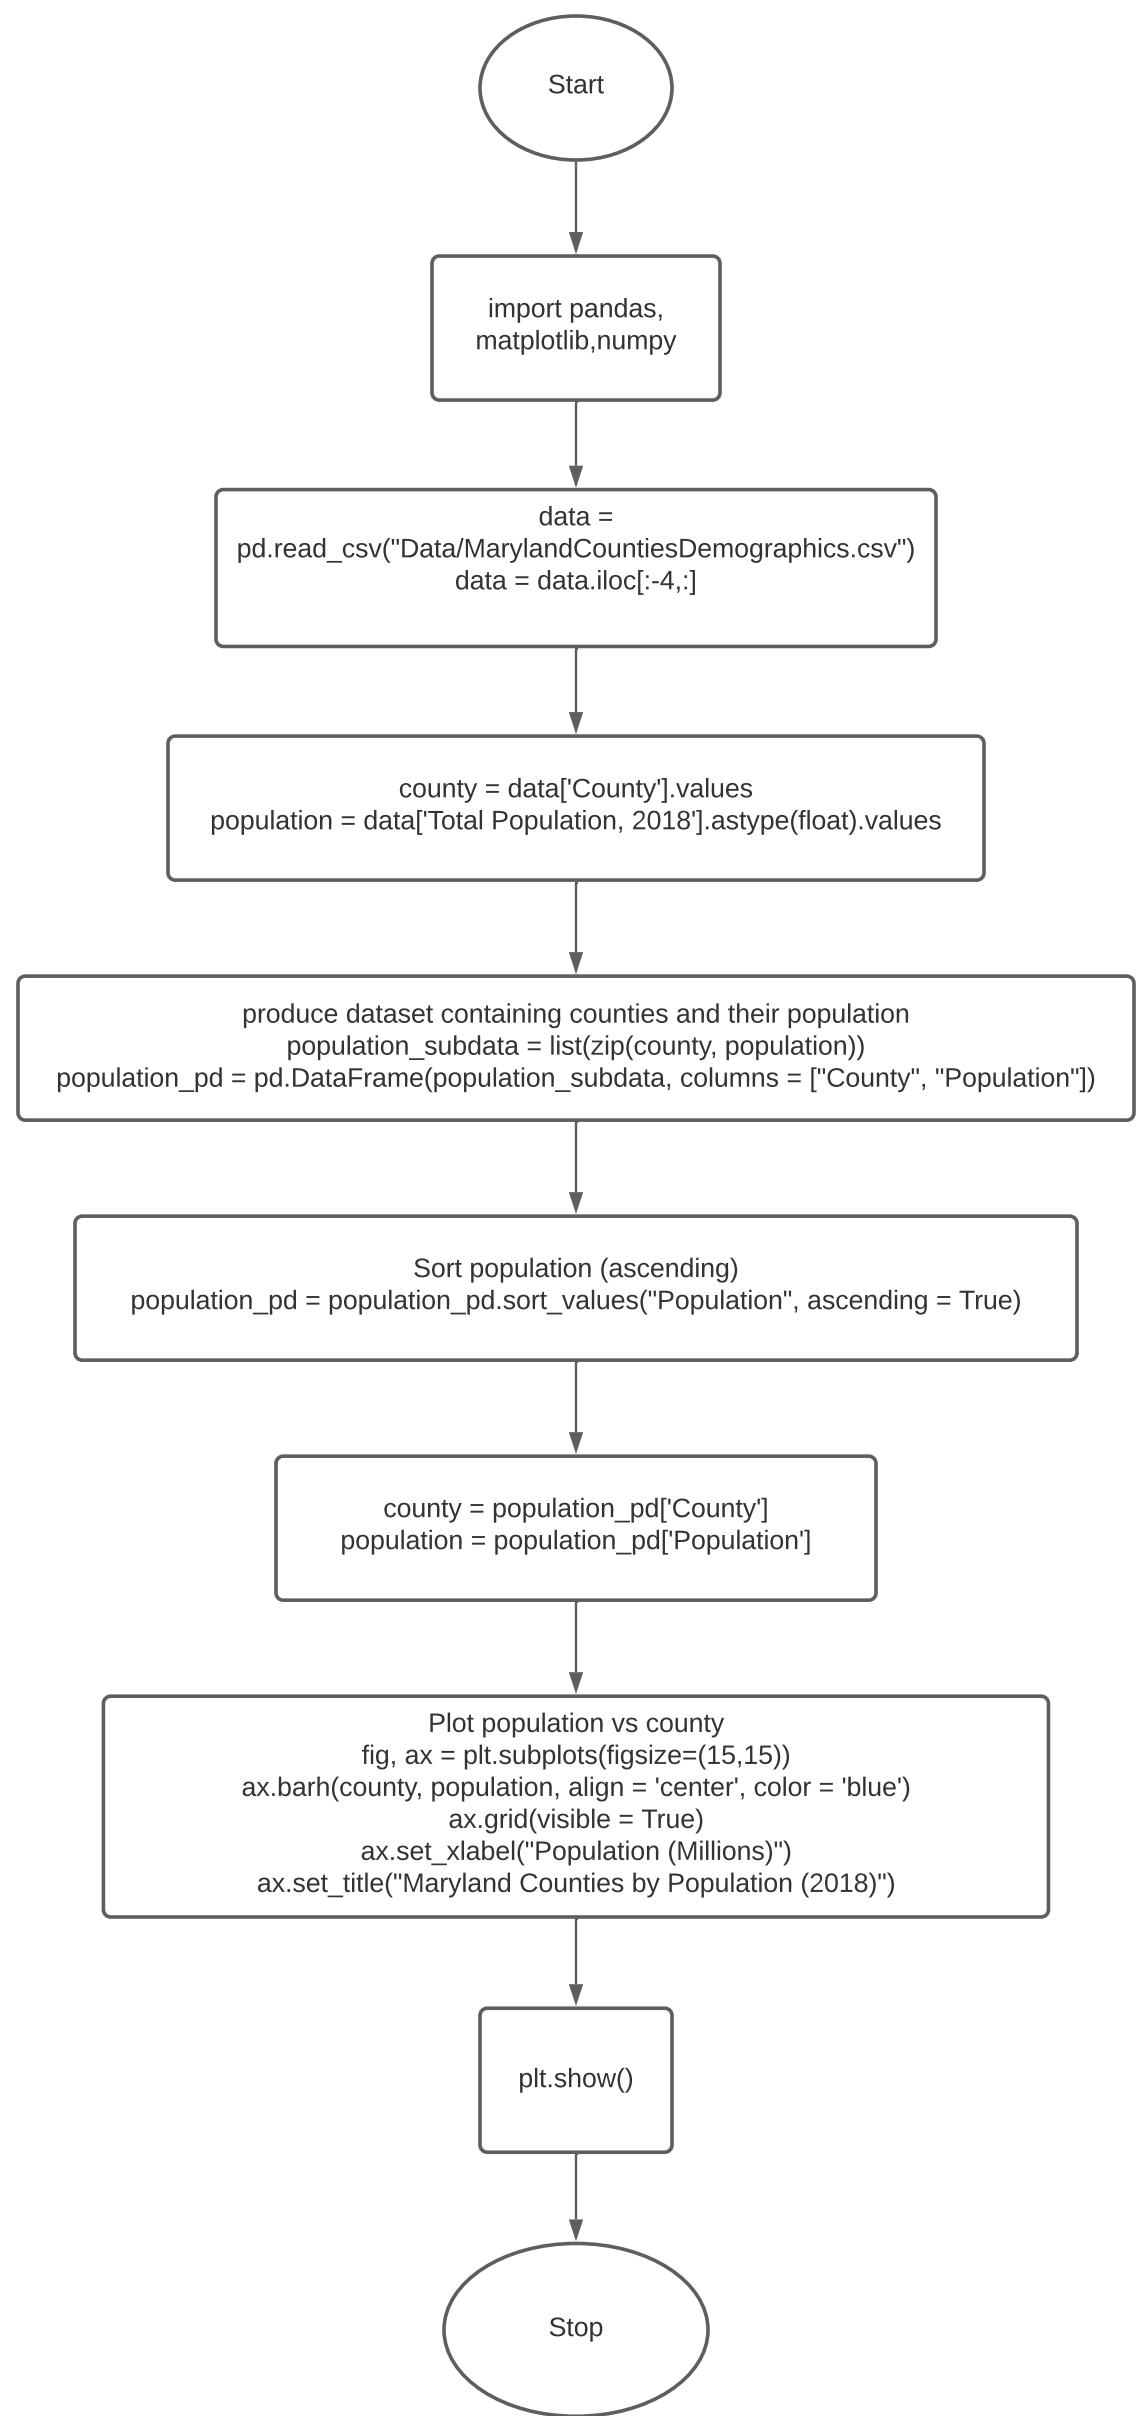 Start
import pandas,
matplotlib,numpy
data =
pd.read_csv("Data/MarylandCountiesDemographics.csv")
data = data.iloc[:-4,:]
county = data['County'].values
population = data['Total Population, 2018'].astype(float).values
produce dataset containing counties and their population
population_subdata = list(zip(county, population))
population_pd = pd.DataFrame(population_subdata, columns = ["County", "Population"])
Sort population (ascending)
population_pd = population_pd.sort_values("Population", ascending = True)
county = population_pd['County']
population = population_pd['Population']
Plot population vs county
fig, ax = plt.subplots(figsize=(15,15))
ax.barh(county, population, align = 'center', color = 'blue')
ax.grid(visible = True)
ax.set_xlabel("Population (Millions)")
ax.set_title("Maryland Counties by Population (2018)")
plt.show()
Stop